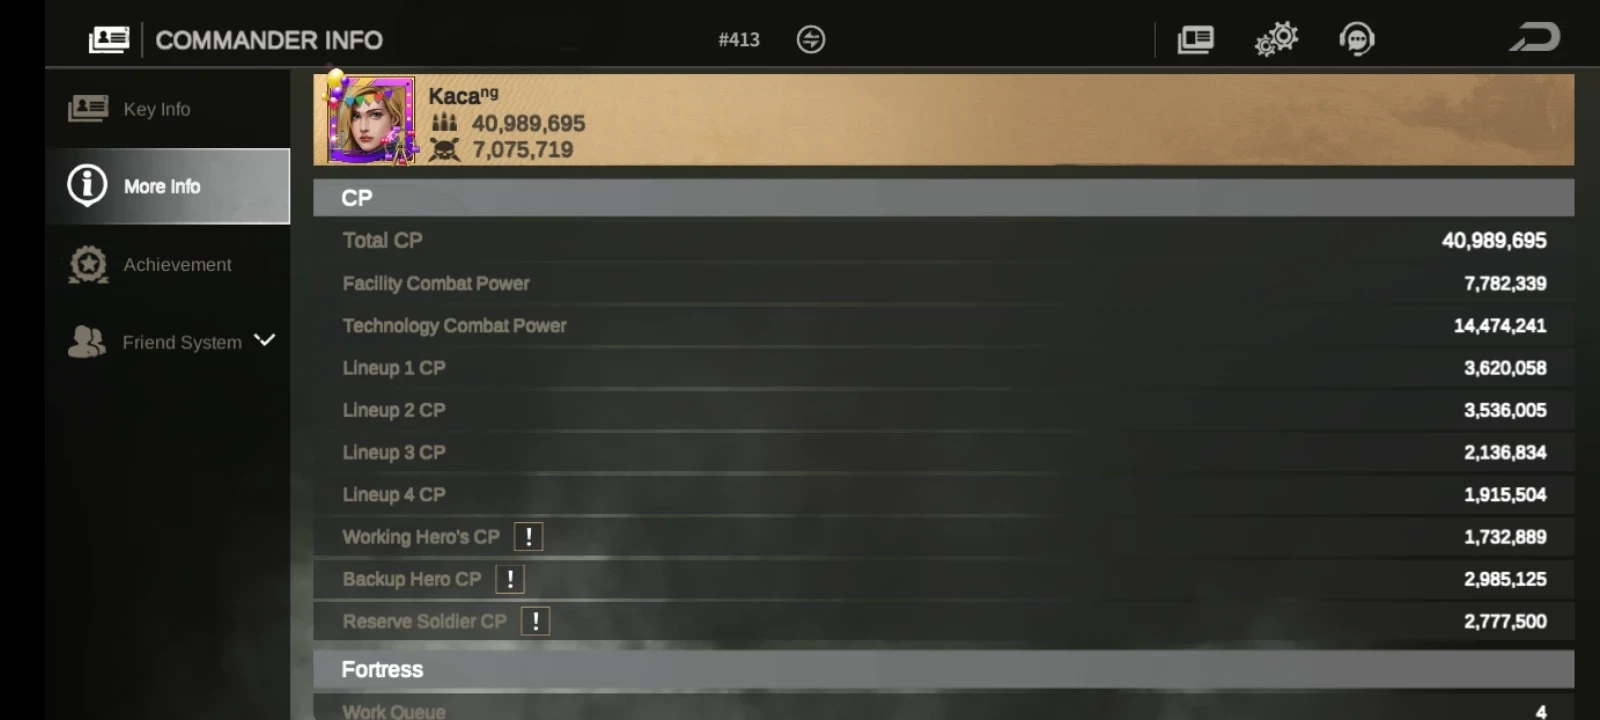 COMMANDER INFO
#413
Key Info
More Info
Achievement
Friend System
Kacaⁿᵍ
40,989,695
7,075,719
CP
Total CP 40,989,695
Facility Combat Power 7,782,339
Technology Combat Power 14,474,241
Lineup 1 CP 3,620,058
Lineup 2 CP 3,536,005
Lineup 3 CP 2,136,834
Lineup 4 CP 1,915,504
Working Hero's CP ! 1,732,889
Backup Hero CP ! 2,985,125
Reserve Soldier CP ! 2,777,500
Fortress
Work Queue 4